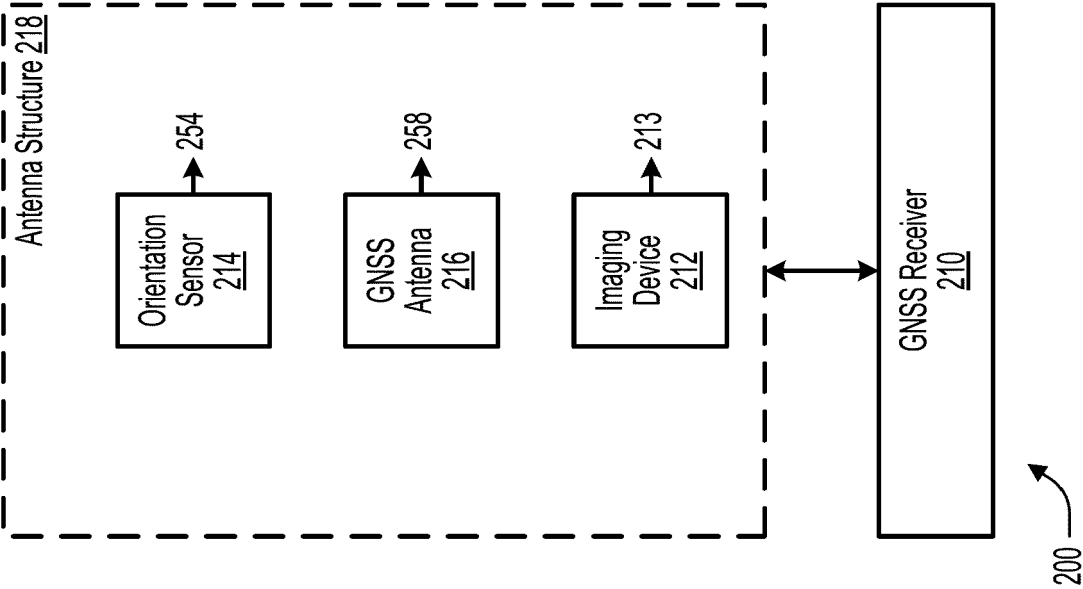 Antenna Structure 218
Orientation
Sensor
214
254
GNSS
Antenna
216
258
Imaging
Device
212
213
GNSS Receiver
210
200